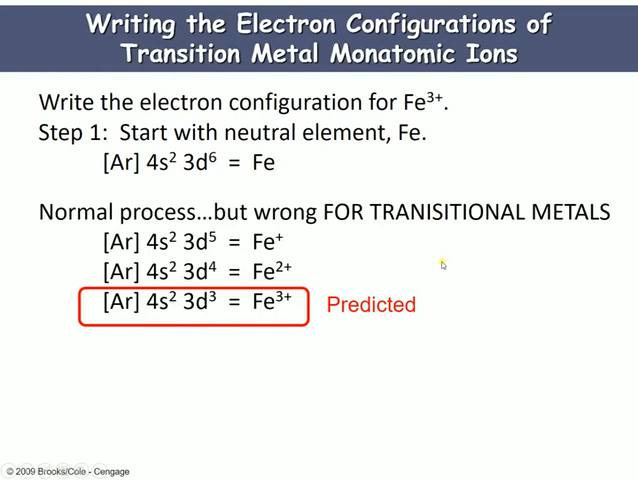 Writing the Electron Configurations of
Transition Metal Monatomic Ions
Write the electron configuration for Fe³⁺.
Step 1: Start with neutral element, Fe.
[Ar] 4s² 3d⁶ = Fe
Normal process…but wrong FOR TRANISITIONAL METALS
[Ar] 4s² 3d⁵ = Fe⁺
[Ar] 4s² 3d⁴ = Fe²⁺
[Ar] 4s² 3d³ = Fe³⁺ Predicted
© 2009 Brooks/Cole - Cengage